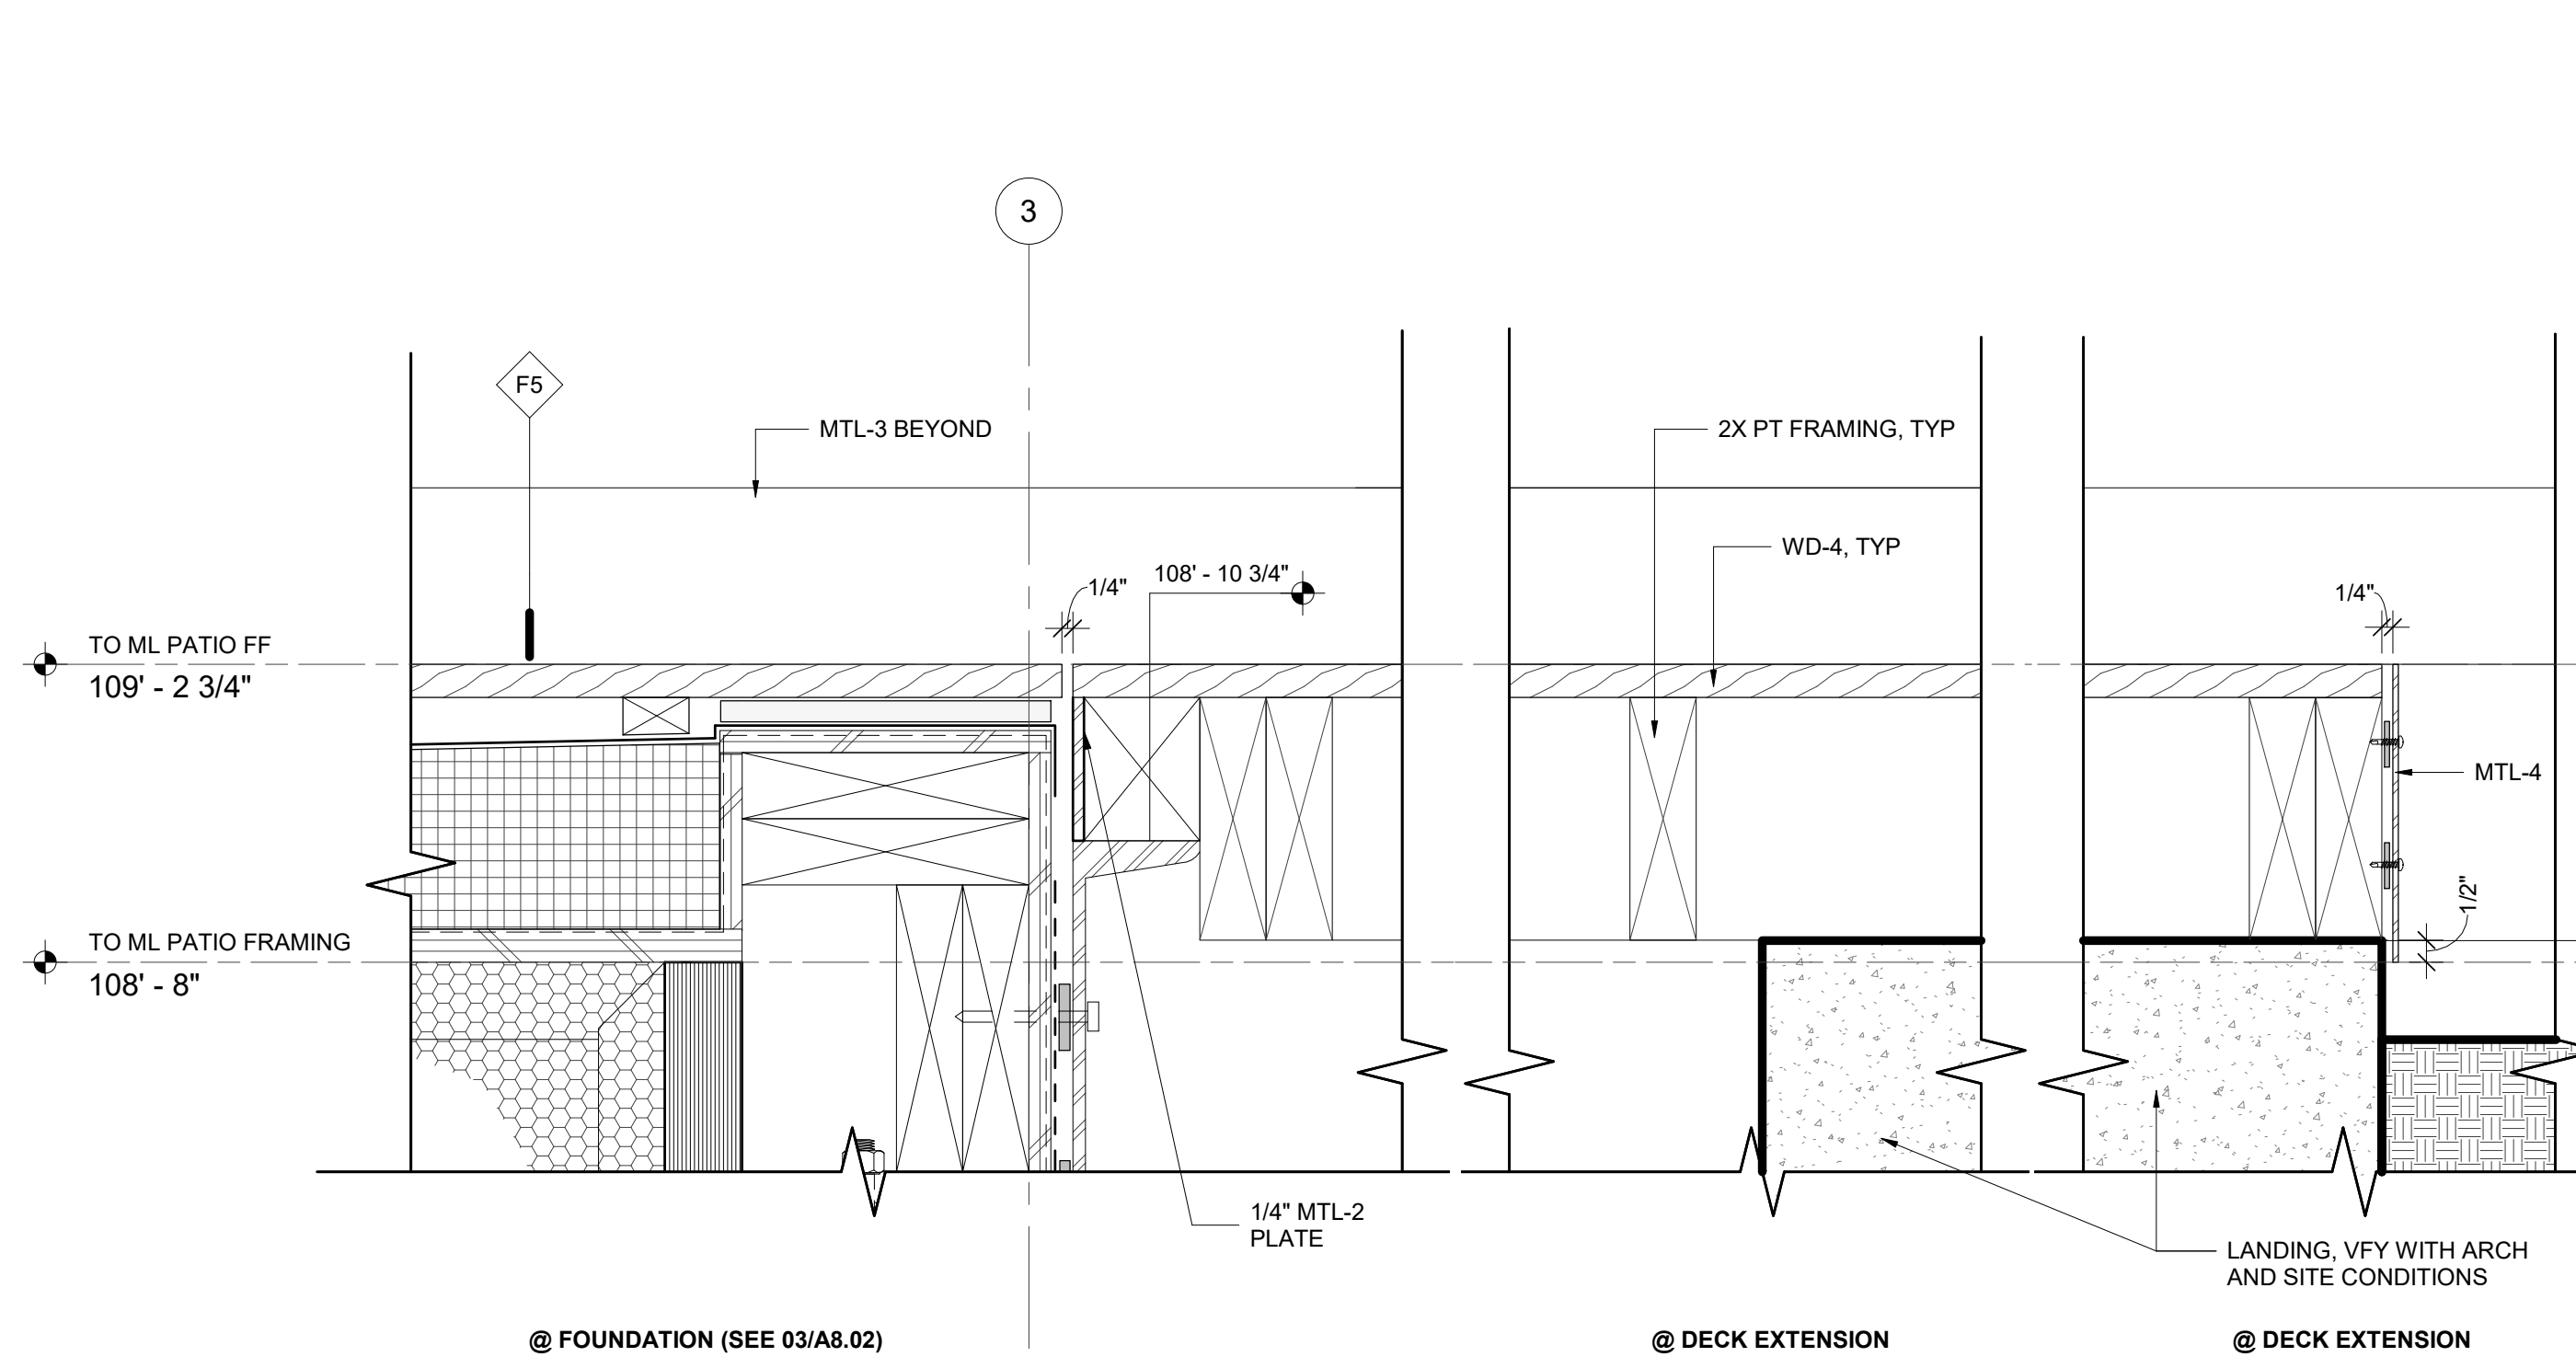 3
F5
MTL-3 BEYOND
2X PT FRAMING, TYP
WD-4, TYP
108' - 10 3/4"
1/4"
1/4"
TO ML PATIO FF
109' - 2 3/4"
MTL-4
1/2"
TO ML PATIO FRAMING
108' - 8"
1/4" MTL-2
PLATE
LANDING, VFY WITH ARCH
AND SITE CONDITIONS
@ FOUNDATION (SEE 03/A8.02)
@ DECK EXTENSION
@ DECK EXTENSION